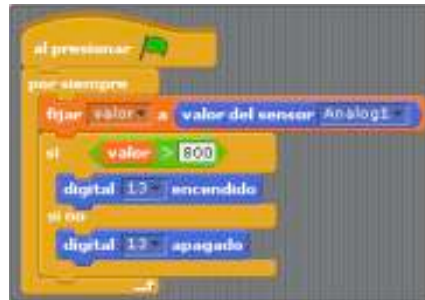 al presionar
por siempre
fijar valor a valor del sensor Analog1
si valor > 800
digital 13 encendido
si no
digital 13 apagado